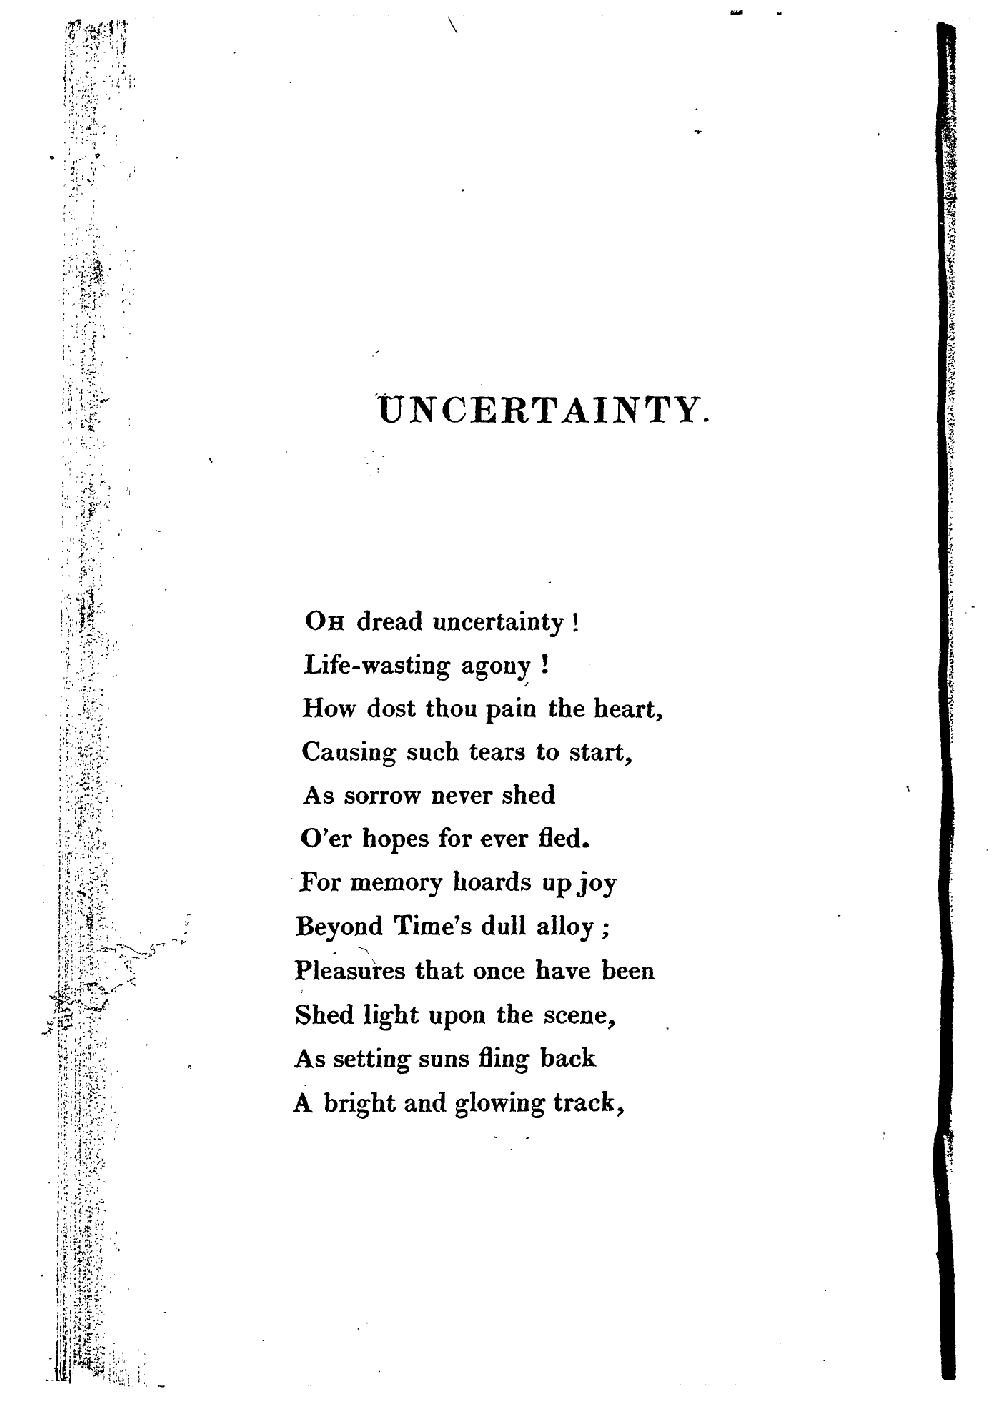 UNCERTAINTY.
OH dread uncertainty !
Life-wasting agony !
How dost thou pain the heart,
Causing such tears to start,
As sorrow never shed
O'er hopes for ever fled.
For memory hoards up joy
Beyond Time's dull alloy ;
Pleasures that once have been
Shed light upon the scene,
As setting suns fling back
A bright and glowing track,